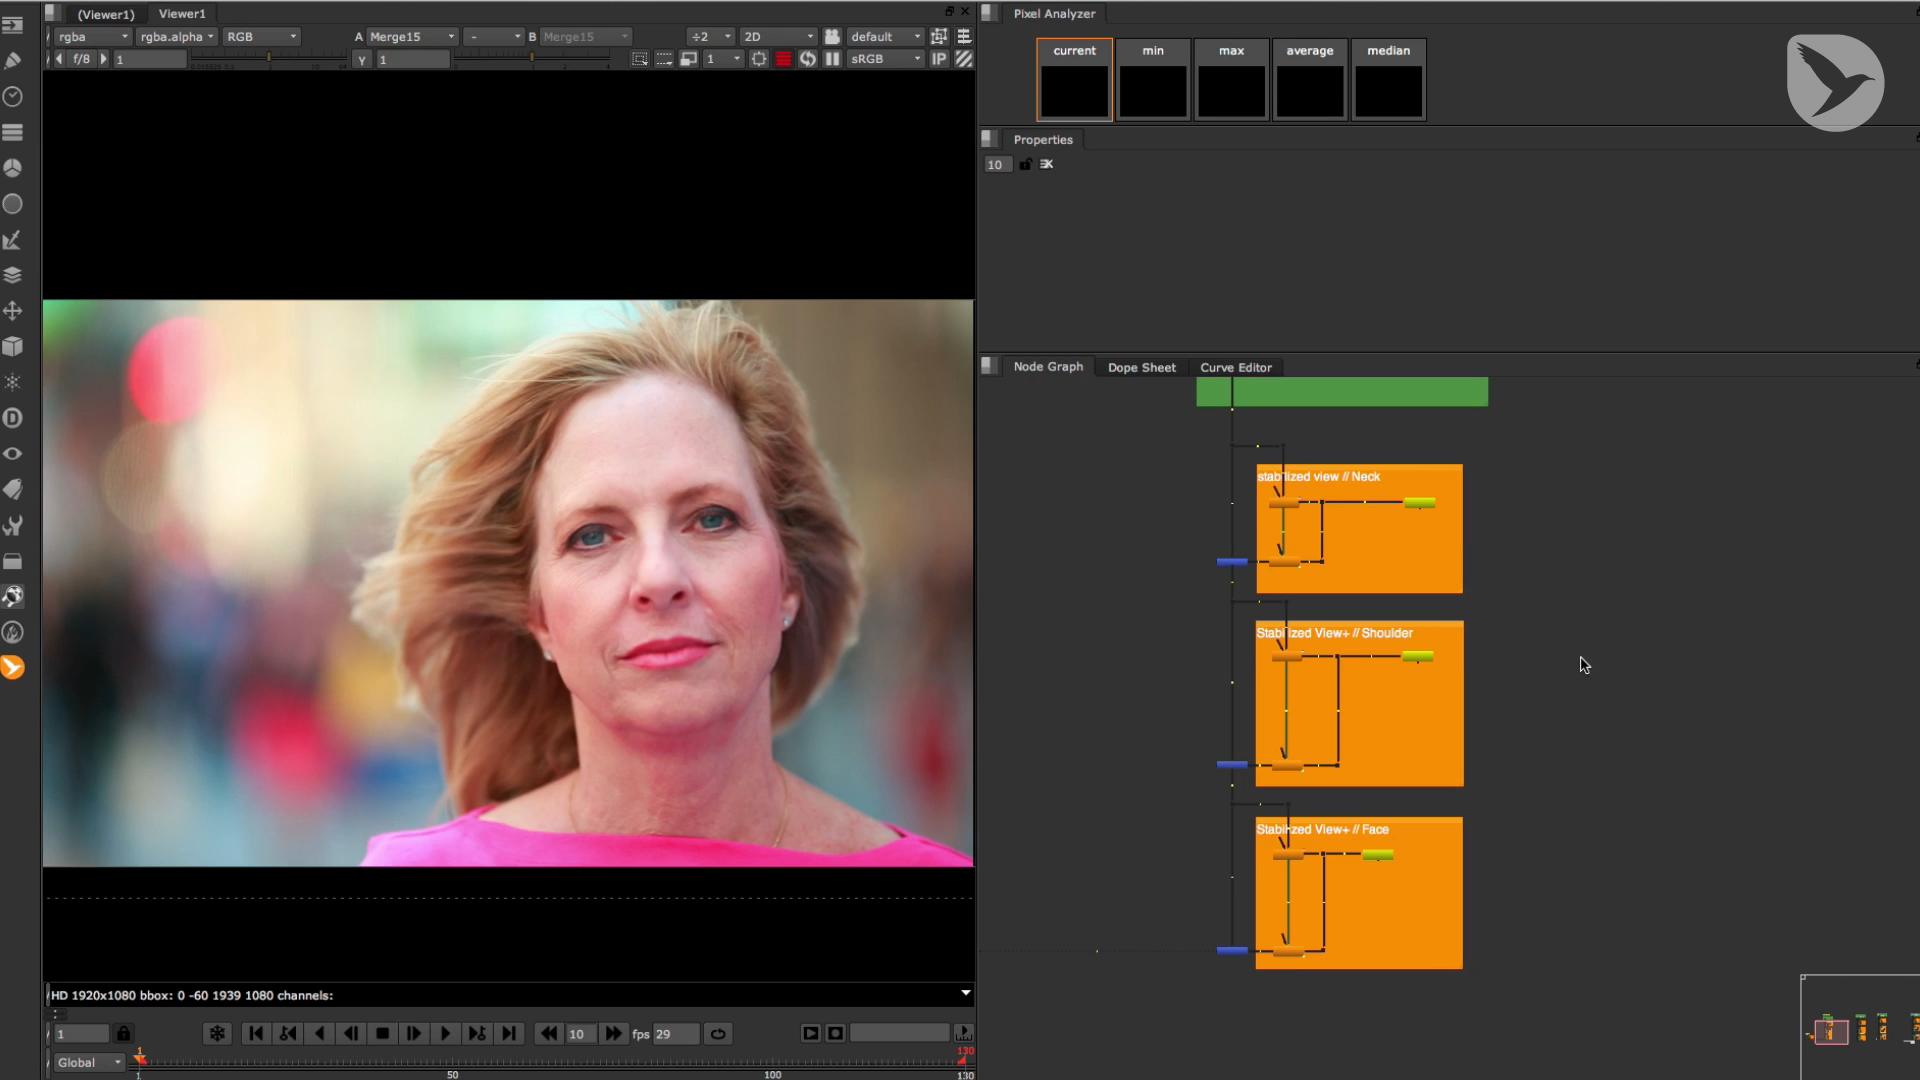 (Viewer1) Viewer1
rgba rgba.alpha RGB A Merge15 - B Merge15 ÷2 2D default
f/8 1 Y 1 1 sRGB IP
HD 1920x1080 bbox: 0 -60 1939 1080 channels:
1 10 fps 29
Global 1 1 50 100 130 130
Pixel Analyzer
current min max average median
Properties
10
Node Graph Dope Sheet Curve Editor
stabilized view // Neck
Stabilized View+ // Shoulder
Stabilized View+ // Face